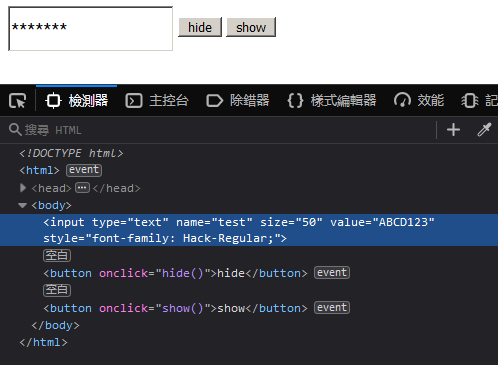 ******* hide show
檢測器 主控台 除錯器 樣式編輯器 效能 記
搜尋 HTML
<!DOCTYPE html>
<html> event
<head>⋯</head>
<body>
<input type="text" name="test" size="50" value="ABCD123"
style="font-family: Hack-Regular;">
空白
<button onclick="hide()">hide</button> event
空白
<button onclick="show()">show</button> event
</body>
</html>